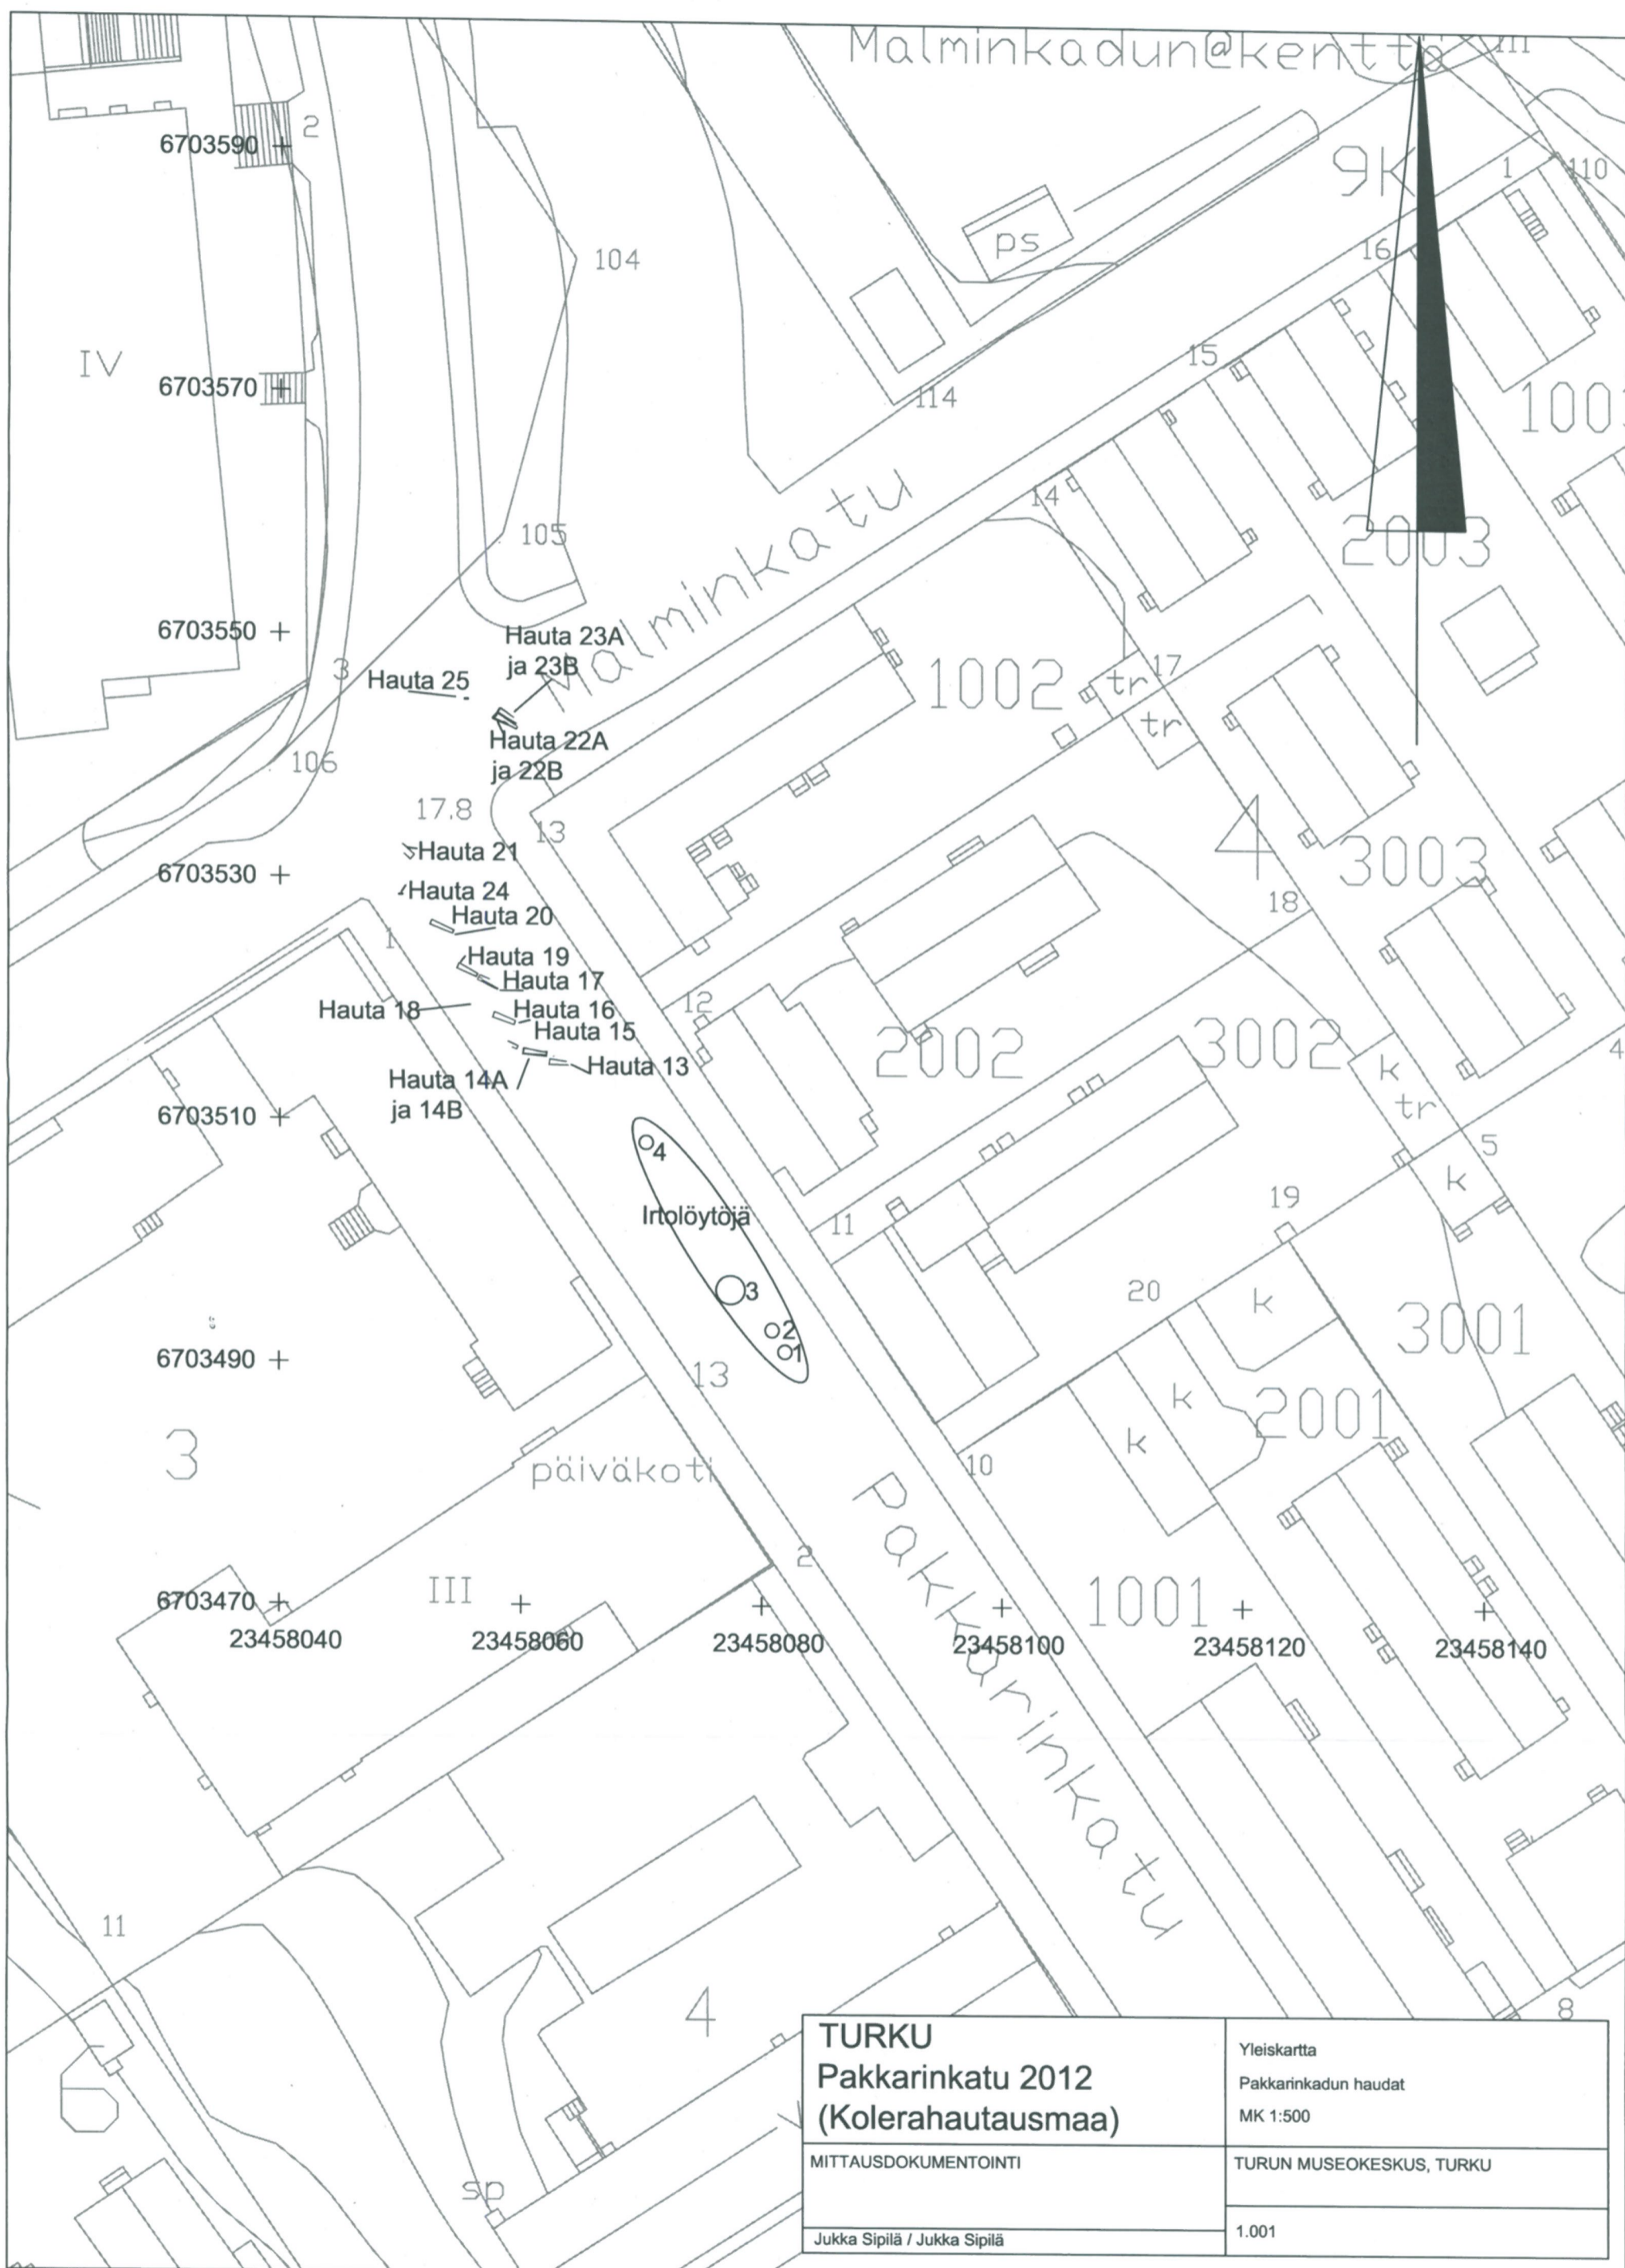 Malminkadun@kenttä
111
6703590
2
9K
1
110
104
ps
16
IV
6703570
15
114
1001
14
2003
105
Malminkatu
6703550
Hauta 23A
ja 23B
3
Hauta 25
1002
tr
17
tr
Hauta 22A
ja 22B
106
17.8
13
4
Hauta 21
3003
6703530
Hauta 24
18
Hauta 20
1
Hauta 19
Hauta 17
12
Hauta 18
Hauta 16
Hauta 15
2002
3002
4
Hauta 13
k
Hauta 14A
ja 14B
tr
6703510
4
5
k
19
Irtolöytöjä
11
3
20
k
3001
2
1
6703490
13
k
2001
k
3
päiväkoti
10
Pakkarinkatu
2
6703470
III
1001
23458040
23458060
23458080
23458100
23458120
23458140
11
4
8
6
sp
TURKU
Pakkarinkatu 2012
(Kolerahautausmaa)
Yleiskartta
Pakkarinkadun haudat
MK 1:500
MITTAUSDOKUMENTOINTI
TURUN MUSEOKESKUS, TURKU
Jukka Sipilä / Jukka Sipilä
1.001